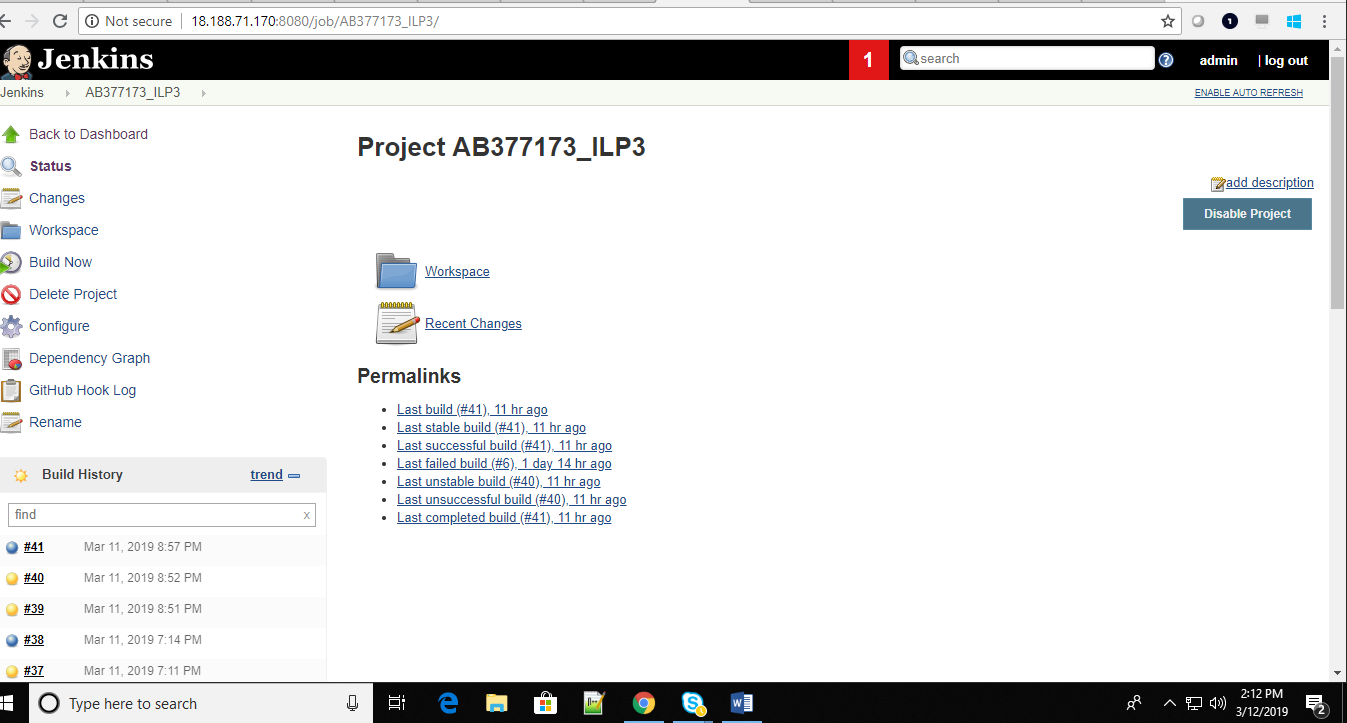 Not secure | 18.188.71.170:8080/job/AB377173_ILP3/ 1
Jenkins 1 search ? admin | log out
Jenkins AB377173_ILP3 ENABLE AUTO REFRESH
Back to Dashboard
Status
Changes
Workspace
Build Now
Delete Project
Configure
Dependency Graph
GitHub Hook Log
Rename
Build History trend
find x
#41 Mar 11, 2019 8:57 PM
#40 Mar 11, 2019 8:52 PM
#39 Mar 11, 2019 8:51 PM
#38 Mar 11, 2019 7:14 PM
#37 Mar 11, 2019 7:11 PM
Project AB377173_ILP3
add description
Disable Project
Workspace
Recent Changes
Permalinks
Last build (#41), 11 hr ago
Last stable build (#41), 11 hr ago
Last successful build (#41), 11 hr ago
Last failed build (#6), 1 day 14 hr ago
Last unstable build (#40), 11 hr ago
Last unsuccessful build (#40), 11 hr ago
Last completed build (#41), 11 hr ago
Type here to search
2:12 PM
3/12/2019
2